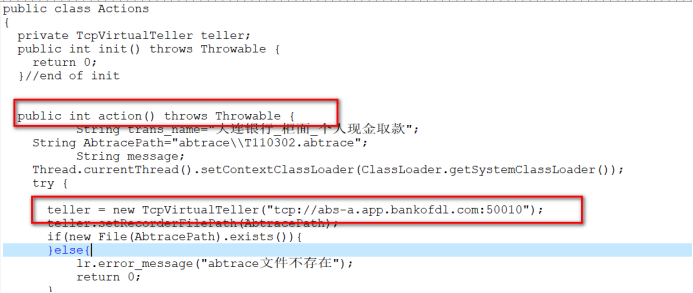 public class Actions
{
private TcpVirtualTeller teller;
public int init() throws Throwable {
return 0;
}//end of init
public int action() throws Throwable {
String trans_name="大连银行_柜面_个人现金取款";
String AbtracePath="abtrace\\T110302.abtrace";
String message;
Thread.currentThread().setContextClassLoader(ClassLoader.getSystemClassLoader());
try {
teller = new TcpVirtualTeller("tcp://abs-a.app.bankofdl.com:50010");
teller.setRecorderFilePath(AbtracePath);
if(new File(AbtracePath).exists()){
}else{
lr.error_message("abtrace文件不存在");
return 0;
}